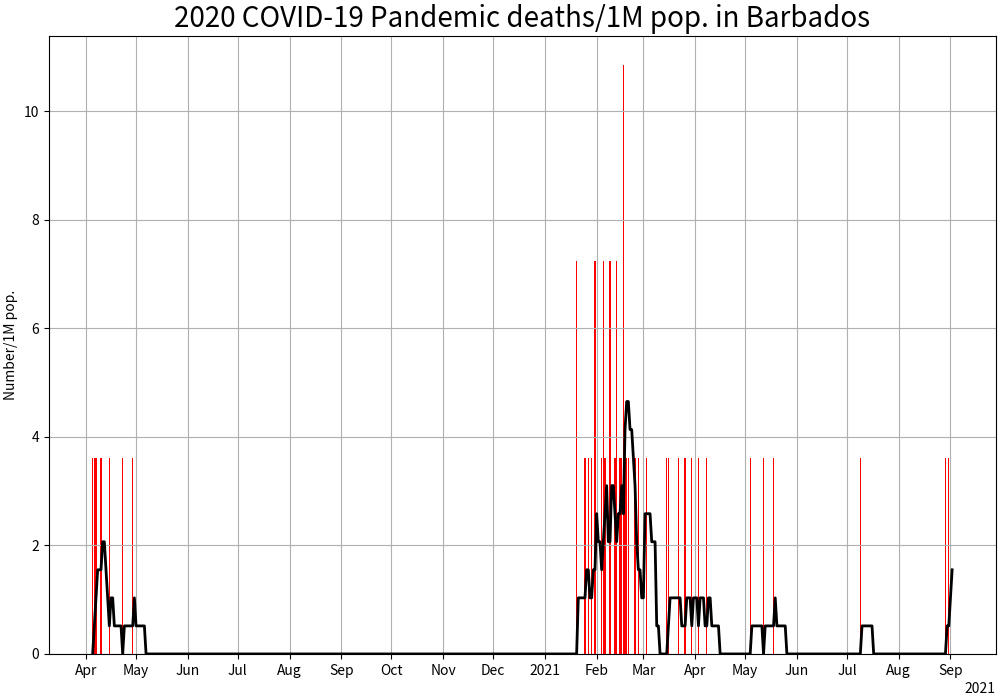 2020 COVID-19 Pandemic deaths/1M pop. in Barbados
Number/1M pop.
10
8
6
4
2
0
Apr May Jun Jul Aug Sep Oct Nov Dec 2021 Feb Mar Apr May Jun Jul Aug Sep
2021